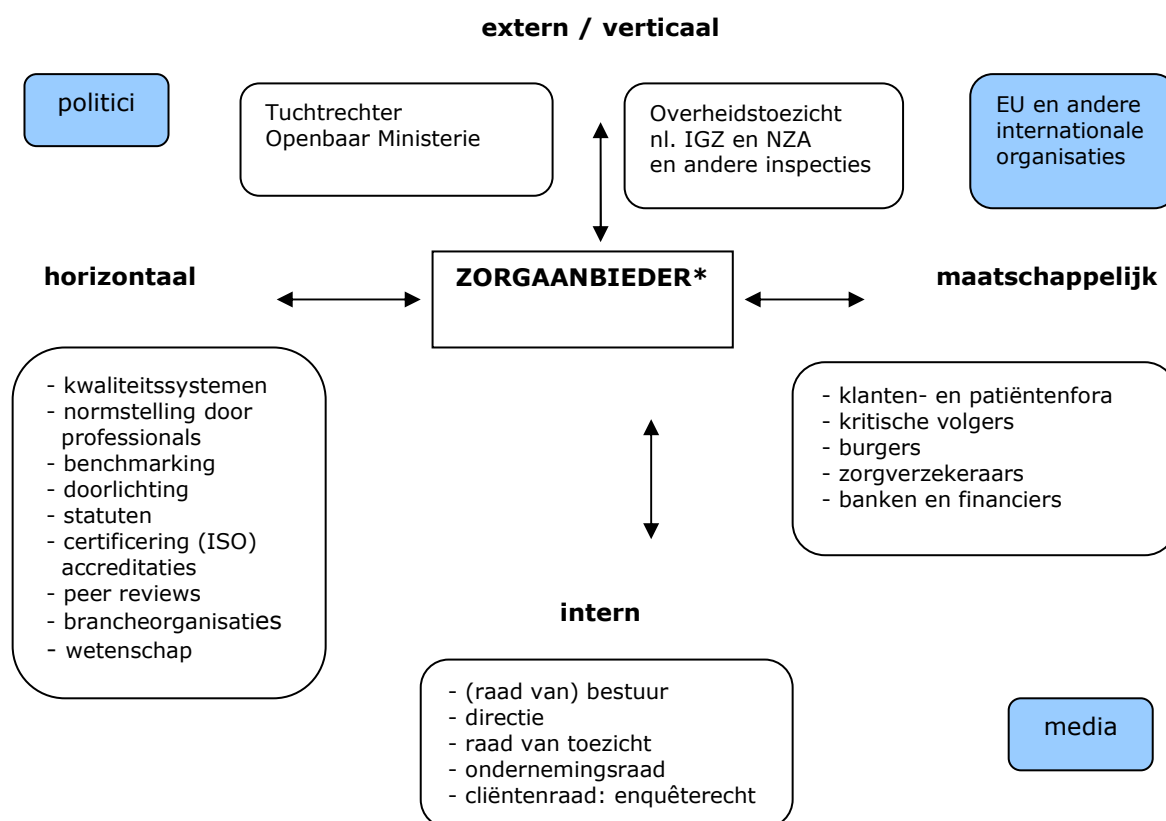 extern / verticaal
politici
Tuchtrechter
Openbaar Ministerie
Overheidstoezicht
nl. IGZ en NZA
en andere inspecties
EU en andere
internationale
organisaties
horizontaal
ZORGAANBIEDER*
maatschappelijk
- kwaliteitssystemen
- normstelling door
professionals
- benchmarking
- doorlichting
- statuten
- certificering (ISO)
accreditaties
- peer reviews
- brancheorganisaties
- wetenschap
- klanten- en patiëntenfora
- kritische volgers
- burgers
- zorgverzekeraars
- banken en financiers
intern
- (raad van) bestuur
- directie
- raad van toezicht
- ondernemingsraad
- cliëntenraad: enquêterecht
media